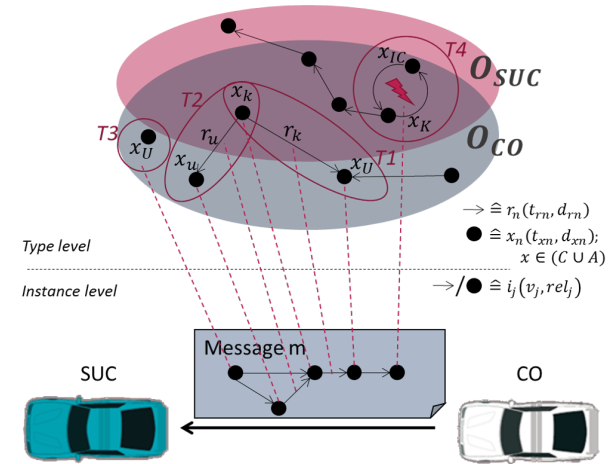 T4
x_IC
O_SUC
x_k
T2
x_K
T3
r_u
r_k
O_CO
x_U
x_u
x_U
T1
→ ≙ r_n(t_rn, d_rn)
● ≙ x_n(t_xn, d_xn);
x ∈ (C ∪ A)
Type level
Instance level
→/● ≙ i_j(v_j, rel_j)
Message m
SUC
CO